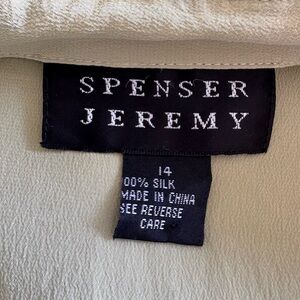 SPENSER
JEREMY
14
00% SILK
MADE IN CHINA
SEE REVERSE
CARE